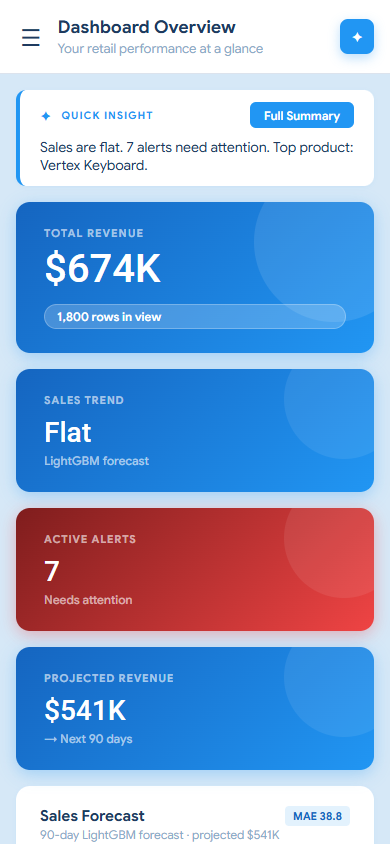 Dashboard Overview
Your retail performance at a glance
QUICK INSIGHT
Full Summary
Sales are flat. 7 alerts need attention. Top product:
Vertex Keyboard.
TOTAL REVENUE
$674K
1,800 rows in view
SALES TREND
Flat
LightGBM forecast
ACTIVE ALERTS
7
Needs attention
PROJECTED REVENUE
$541K
→ Next 90 days
Sales Forecast
MAE 38.8
90-day LightGBM forecast · projected $541K